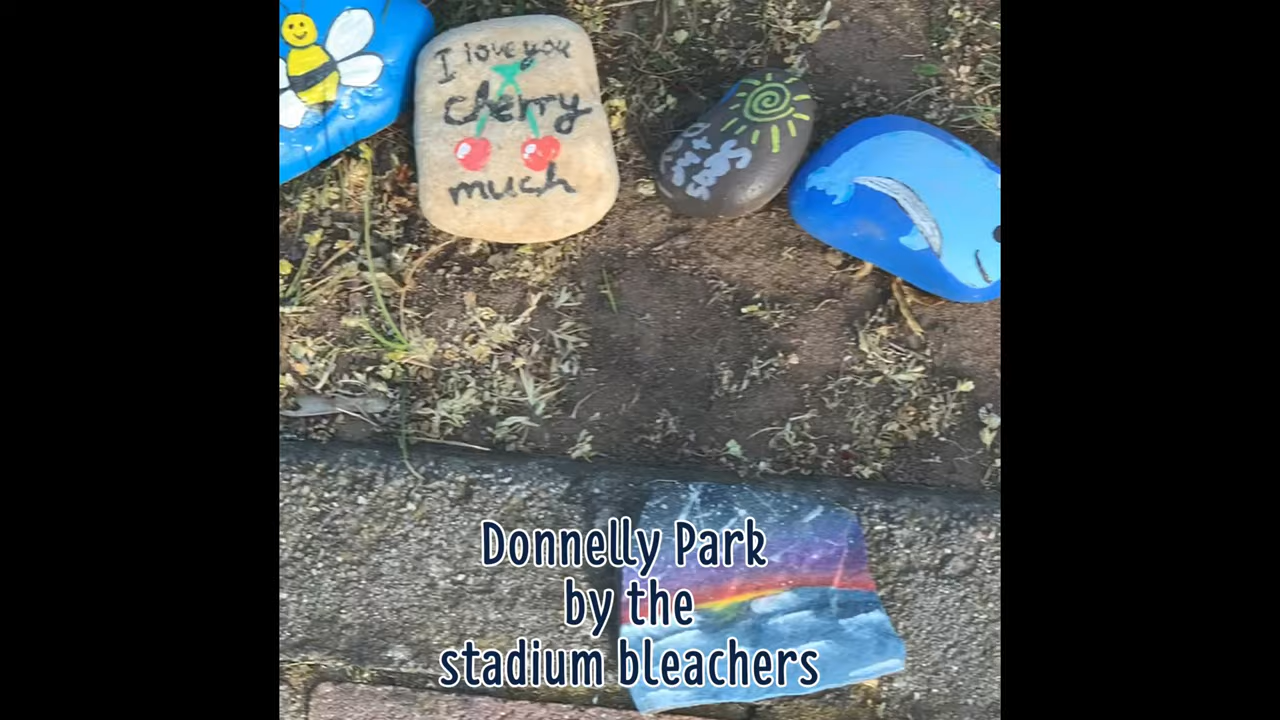 I love you
cherry
much
Donnelly Park
by the
stadium bleachers